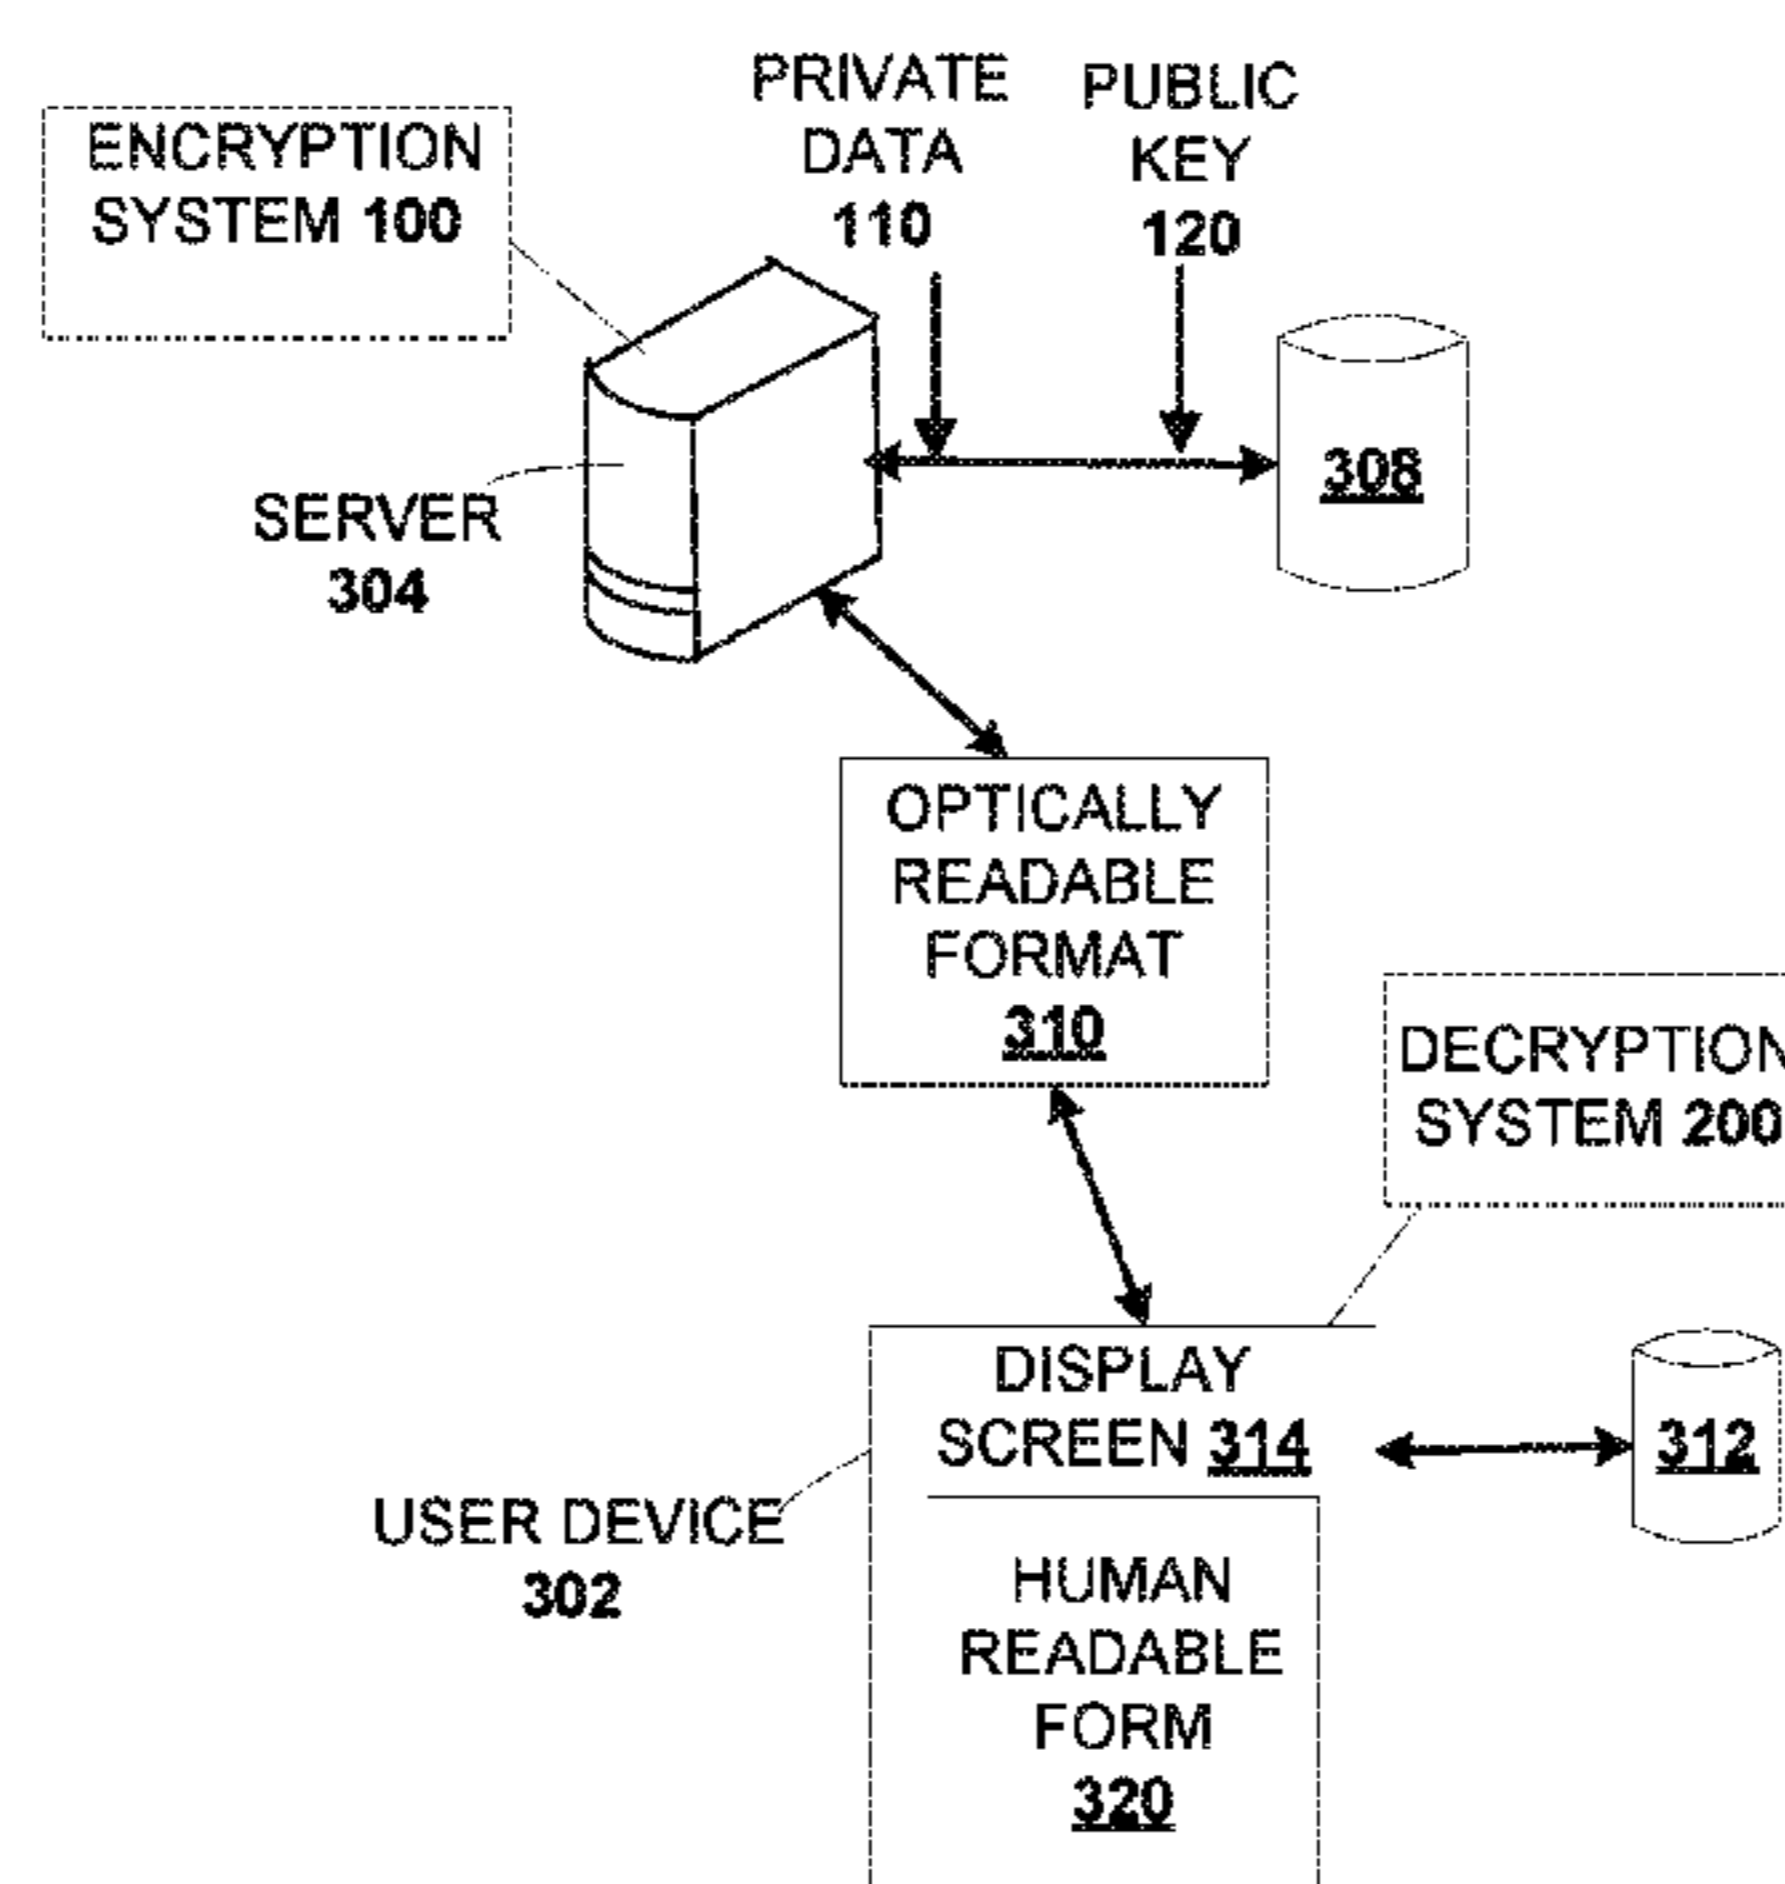 PRIVATE
DATA
110
PUBLIC
KEY
120
ENCRYPTION
SYSTEM 100
308
SERVER
304
OPTICALLY
READABLE
FORMAT
310
DECRYPTION
SYSTEM 200
DISPLAY
SCREEN 314
312
USER DEVICE
302
HUMAN
READABLE
FORM
320